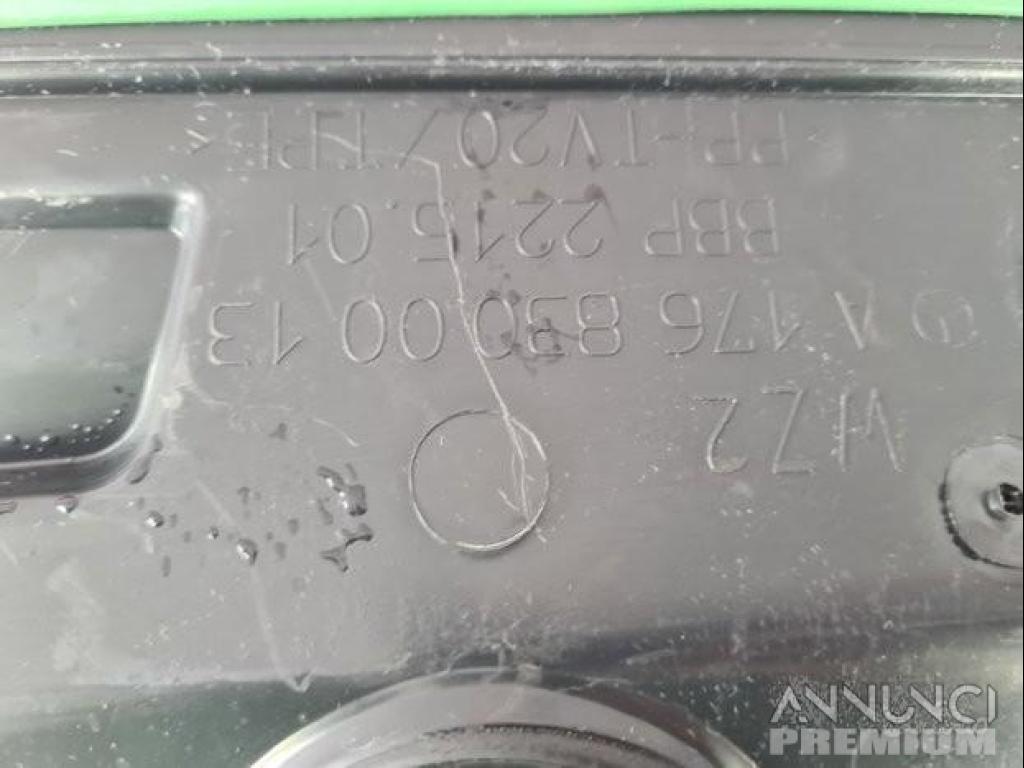 WZ2
A 176 830 00 13
BBP 2215.01
>PP-TV20/TPE<
ANNUNCI
PREMIUM